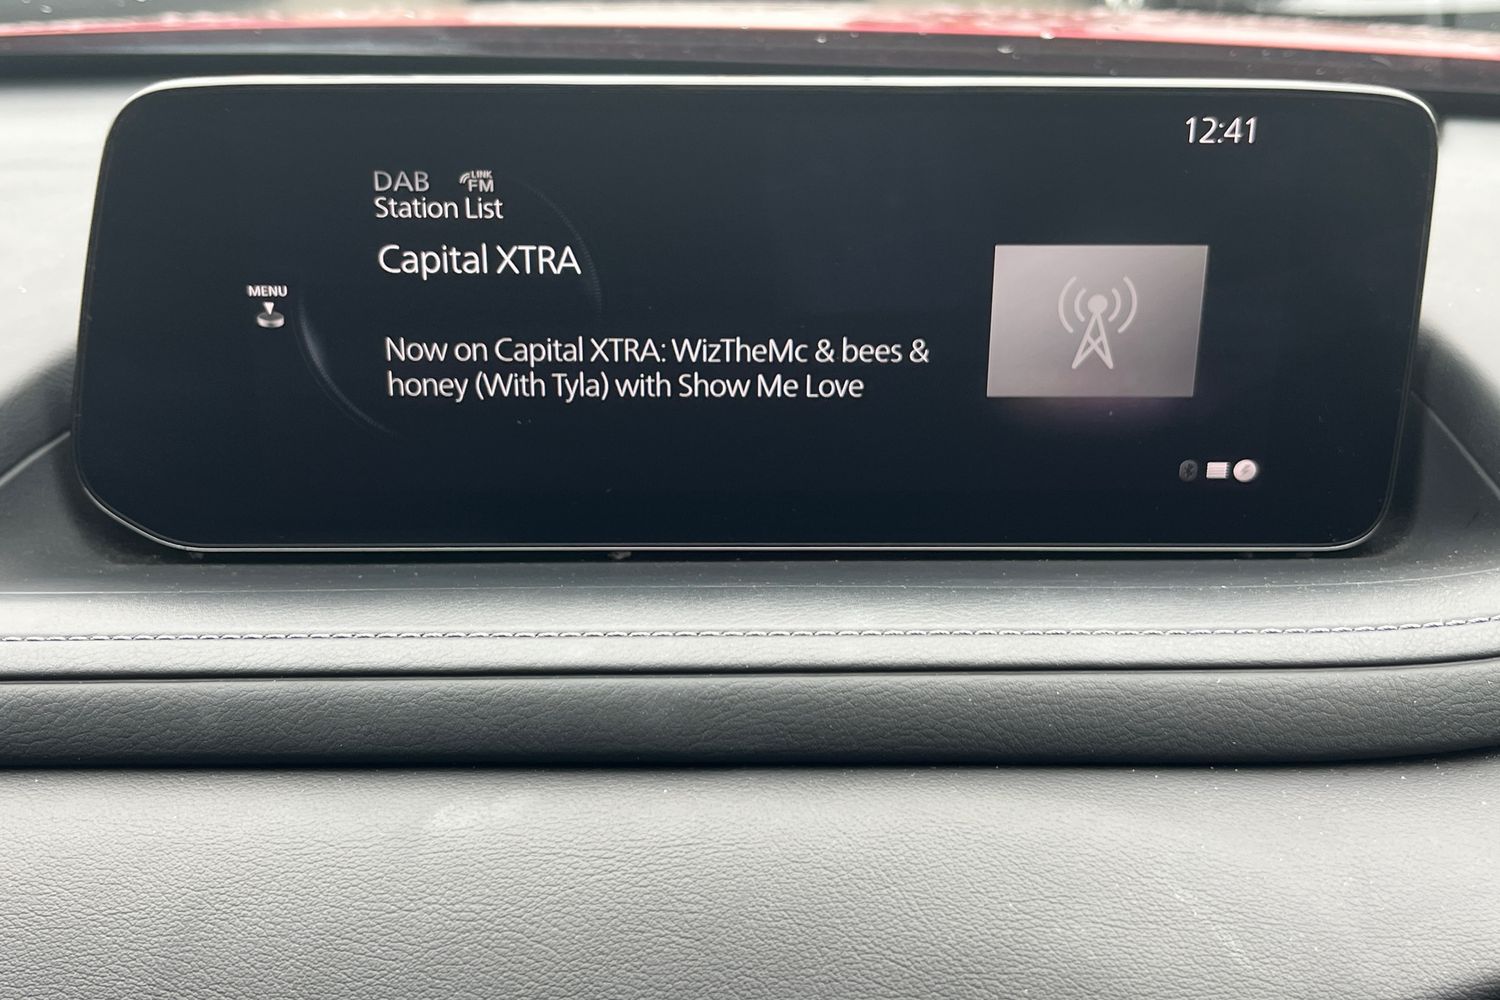 12:41
DAB LINK FM
Station List
Capital XTRA
MENU
Now on Capital XTRA: WizTheMc & bees &
honey (With Tyla) with Show Me Love